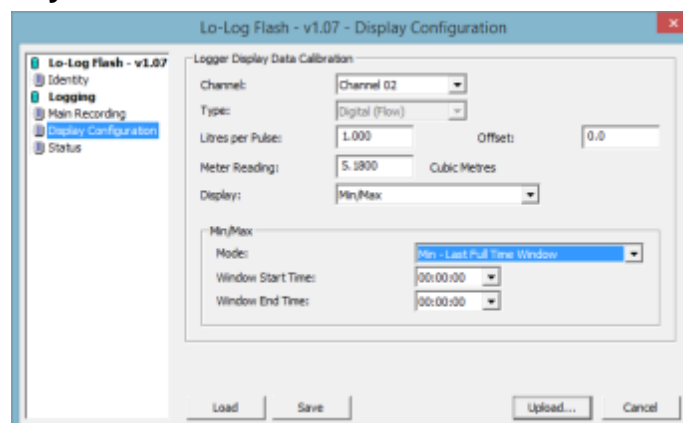 Lo-Log Flash - v1.07 - Display Configuration
Lo-Log Flash - v1.07
Identity
Logging
Main Recording
Display Configuration
Status
Logger Display Data Calibration
Channel: Channel 02
Type: Digital (Flow)
Litres per Pulse: 1.000 Offset: 0.0
Meter Reading: 5.1800 Cubic Metres
Display: Min/Max
Min/Max
Mode: Min - Last Full Time Window
Window Start Time: 00:00:00
Window End Time: 00:00:00
Load Save Upload... Cancel